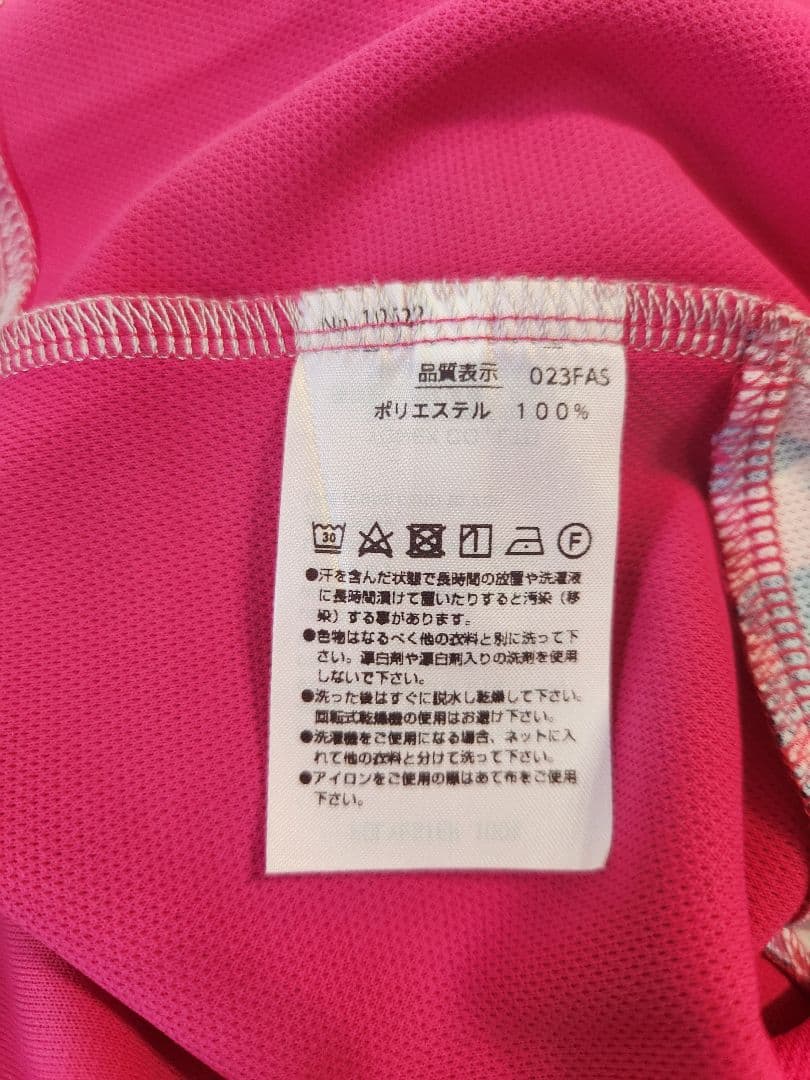 品質表示 023FAS
ポリエステル 100%
30 F
●汗を含んだ状態で長時間の放置や洗濯液
に長時間漬けて置いたりすると汚染(移
染)する事があります。
●色物はなるべく他の衣料と別に洗って下
さい。漂白剤や漂白剤入りの洗剤を使用
しないで下さい。
●洗った後はすぐに脱水し乾燥して下さい。
回転式乾燥機の使用はお避け下さい。
●洗濯機をご使用になる場合、ネットに入
れて他の衣料と分けて洗って下さい。
●アイロンをご使用の際はあて布をご使用
下さい。